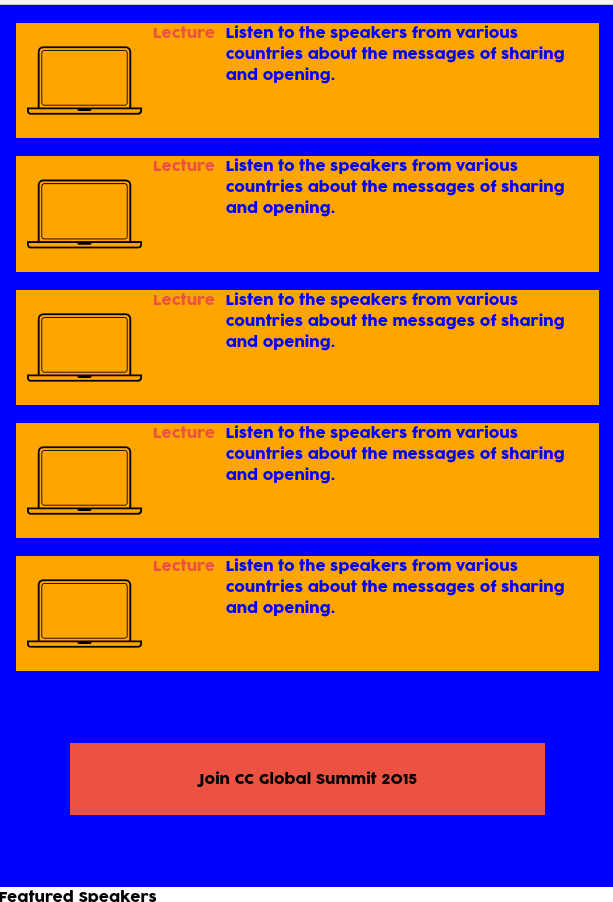 Lecture Listen to the speakers from various
countries about the messages of sharing
and opening.
Lecture Listen to the speakers from various
countries about the messages of sharing
and opening.
Lecture Listen to the speakers from various
countries about the messages of sharing
and opening.
Lecture Listen to the speakers from various
countries about the messages of sharing
and opening.
Lecture Listen to the speakers from various
countries about the messages of sharing
and opening.
Join CC Global Summit 2015
Featured Speakers